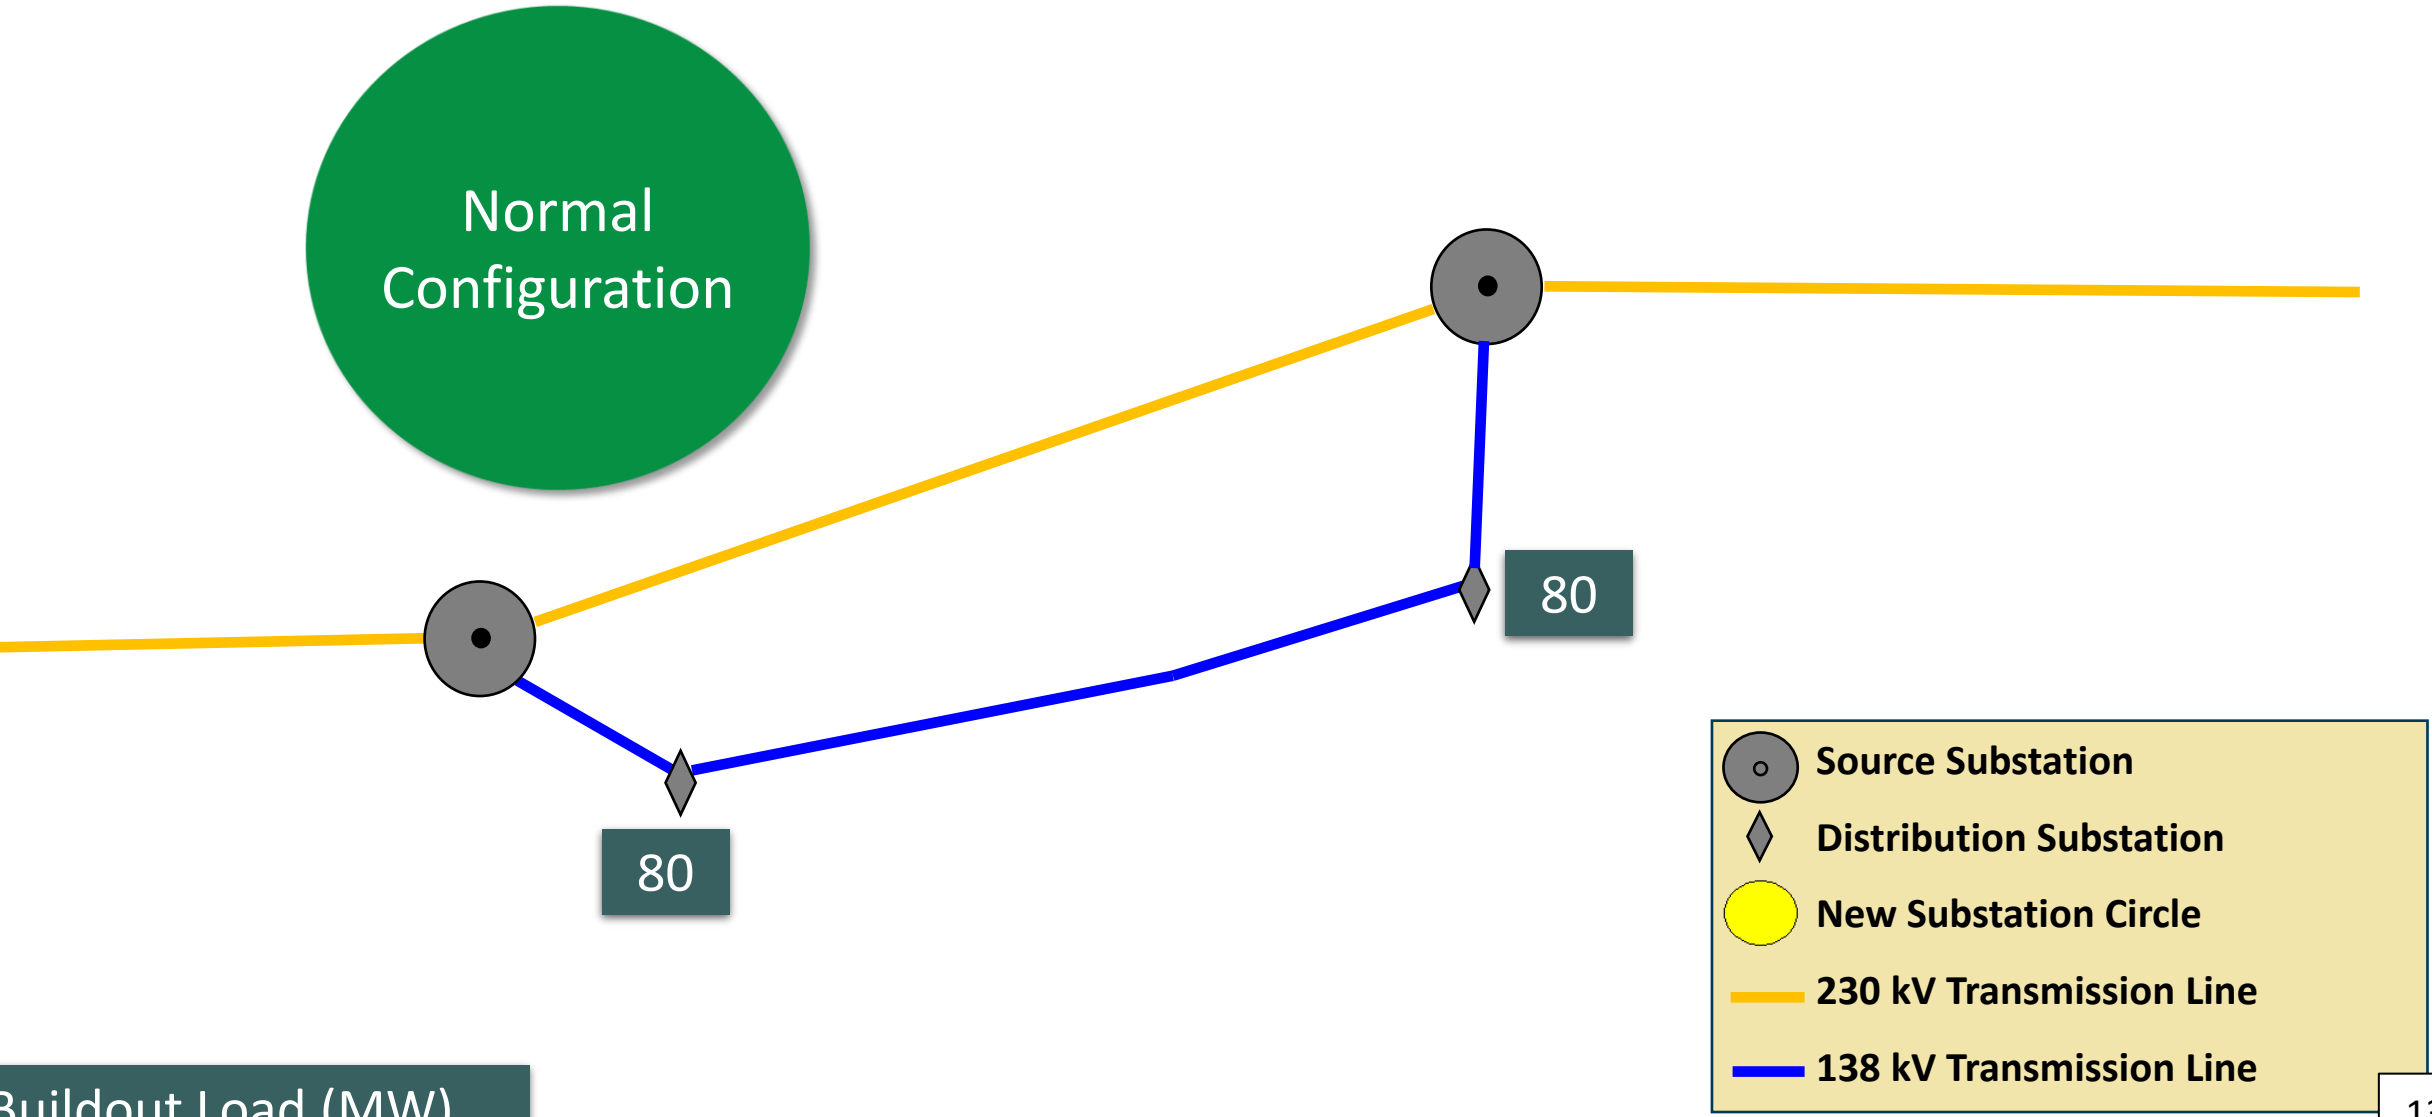 Normal
Configuration
80
80
Source Substation
Distribution Substation
New Substation Circle
230 kV Transmission Line
138 kV Transmission Line
Buildout Load (MW)